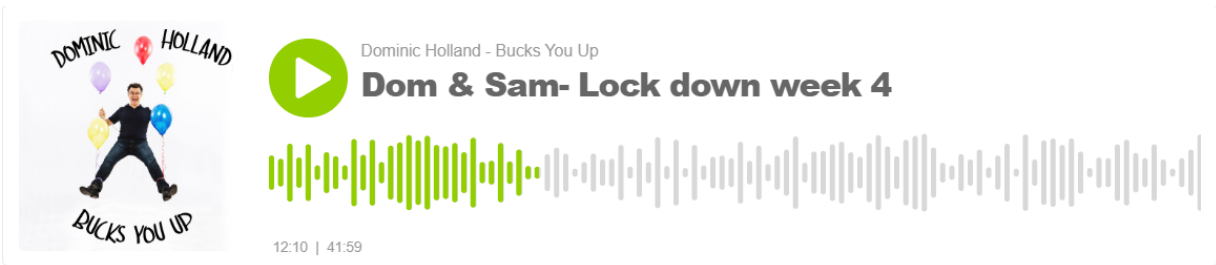 DOMINIC HOLLAND
BUCKS YOU UP
Dominic Holland - Bucks You Up
Dom & Sam- Lock down week 4
12:10 | 41:59